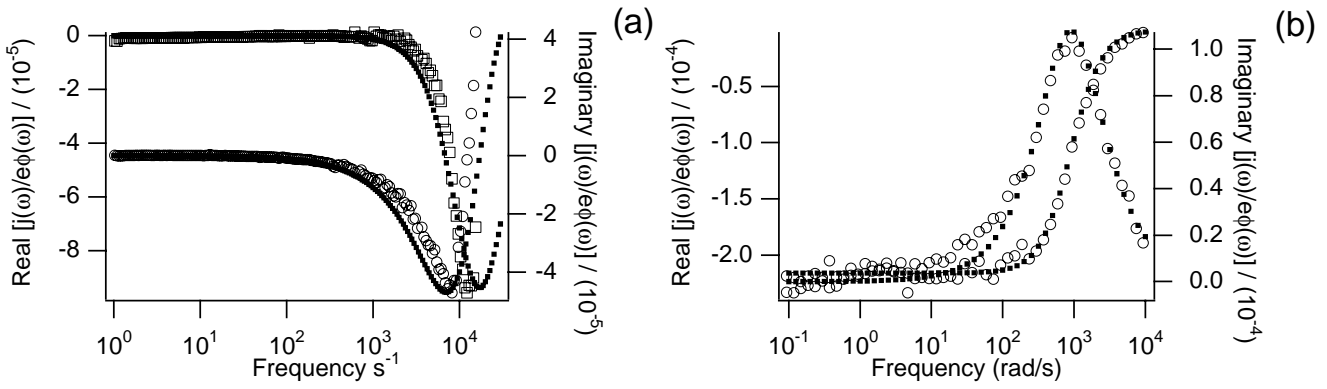 (a)
Real [j(ω)/eϕ(ω)] / (10⁻⁵)
0
-2
-4
-6
-8
4
2
0
-2
-4
Imaginary [j(ω)/eϕ(ω)] / (10⁻⁵)
10⁰ 10¹ 10² 10³ 10⁴
Frequency s⁻¹
(b)
Real [j(ω)/eϕ(ω)] / (10⁻⁴)
-0.5
-1.0
-1.5
-2.0
1.0
0.8
0.6
0.4
0.2
0.0
Imaginary [j(ω)/eϕ(ω)] / (10⁻⁴)
10⁻¹ 10⁰ 10¹ 10² 10³ 10⁴
Frequency (rad/s)